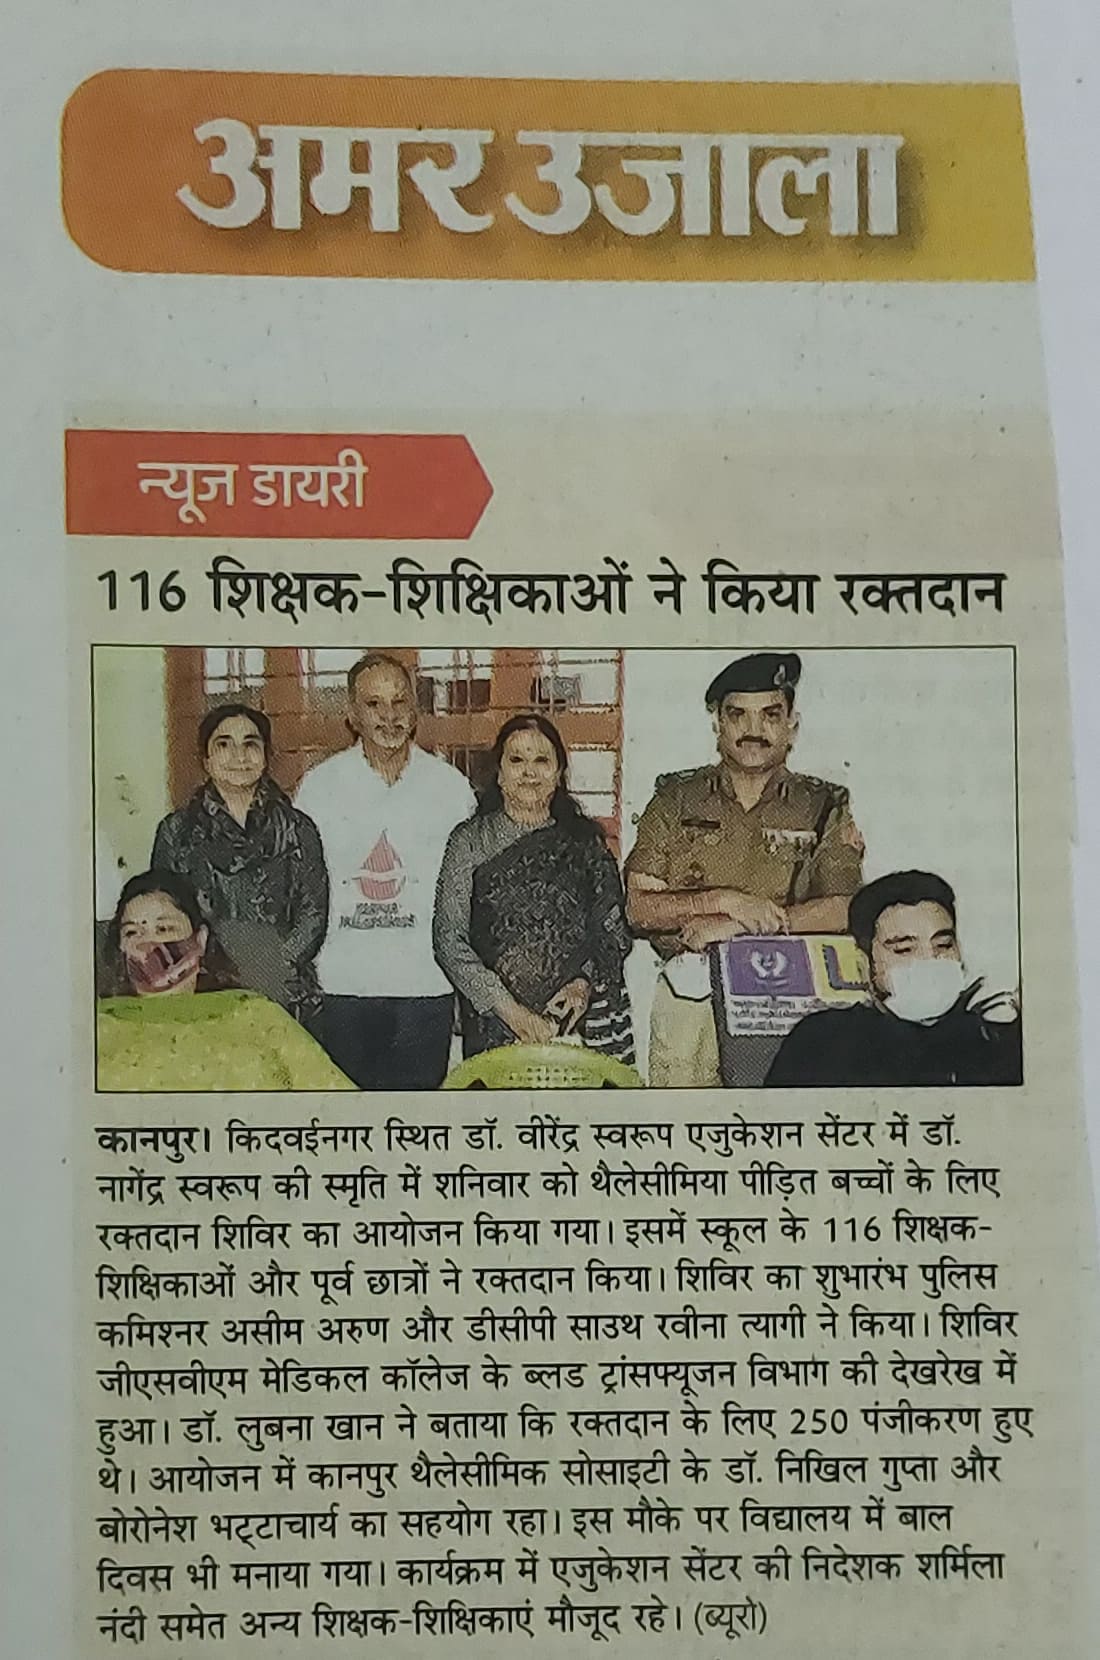 अमर उजाला
न्यूज डायरी
116 शिक्षक-शिक्षिकाओं ने किया रक्तदान
कानपुर। किदवईनगर स्थित डॉ. वीरेंद्र स्वरूप एजुकेशन सेंटर में डॉ.
नागेंद्र स्वरूप की स्मृति में शनिवार को थैलेसीमिया पीड़ित बच्चों के लिए
रक्तदान शिविर का आयोजन किया गया। इसमें स्कूल के 116 शिक्षक-
शिक्षिकाओं और पूर्व छात्रों ने रक्तदान किया। शिविर का शुभारंभ पुलिस
कमिश्नर असीम अरुण और डीसीपी साउथ रवीना त्यागी ने किया। शिविर
जीएसवीएम मेडिकल कॉलेज के ब्लड ट्रांसफ्यूजन विभाग की देखरेख में
हुआ। डॉ. लुबना खान ने बताया कि रक्तदान के लिए 250 पंजीकरण हुए
थे। आयोजन में कानपुर थैलेसीमिक सोसाइटी के डॉ. निखिल गुप्ता और
बोरोनेश भट्टाचार्य का सहयोग रहा। इस मौके पर विद्यालय में बाल
दिवस भी मनाया गया। कार्यक्रम में एजुकेशन सेंटर की निदेशक शर्मिला
नंदी समेत अन्य शिक्षक-शिक्षिकाएं मौजूद रहे। (ब्यूरो)